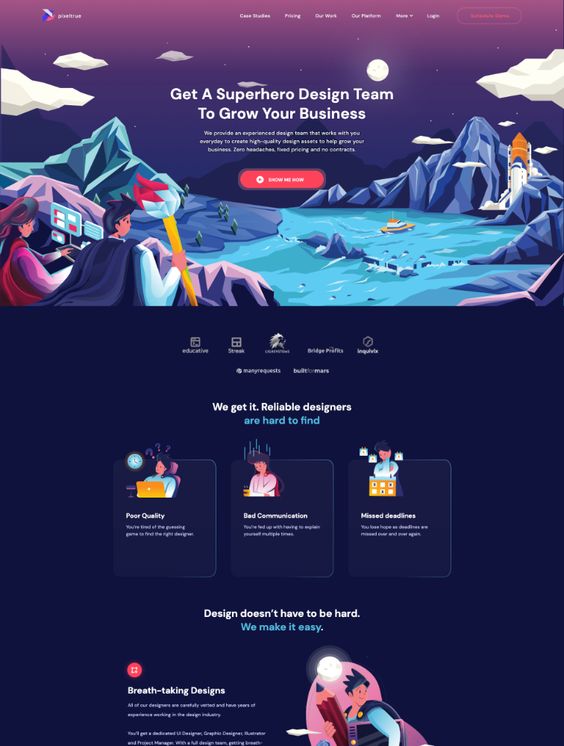 pixeltrue
Case Studies
Pricing
Our Work
Our Platform
More
Login
Schedule Demo
Get A Superhero Design Team
To Grow Your Business
We provide an experienced design team that works with you
everyday to create high-quality design assets to help grow your
business. Zero headaches, fixed pricing and no contracts.
SHOW ME HOW
educative
Streak
LIGHTSTORMS
Bridge Profits
inquivix
manyrequests
builtformars
We get it. Reliable designers
are hard to find
Poor Quality
You're tired of the guessing
game to find the right designer.
Bad Communication
You're fed up with having to explain
yourself multiple times.
Missed deadlines
You lose hope as deadlines are
missed over and over again.
Design doesn't have to be hard.
We make it easy.
Breath-taking Designs
All of our designers are carefully vetted and have years of
experience working in the design industry.
You'll get a dedicated UI Designer, Graphic Designer, Illustrator
and Project Manager. With a full design team, getting breath-